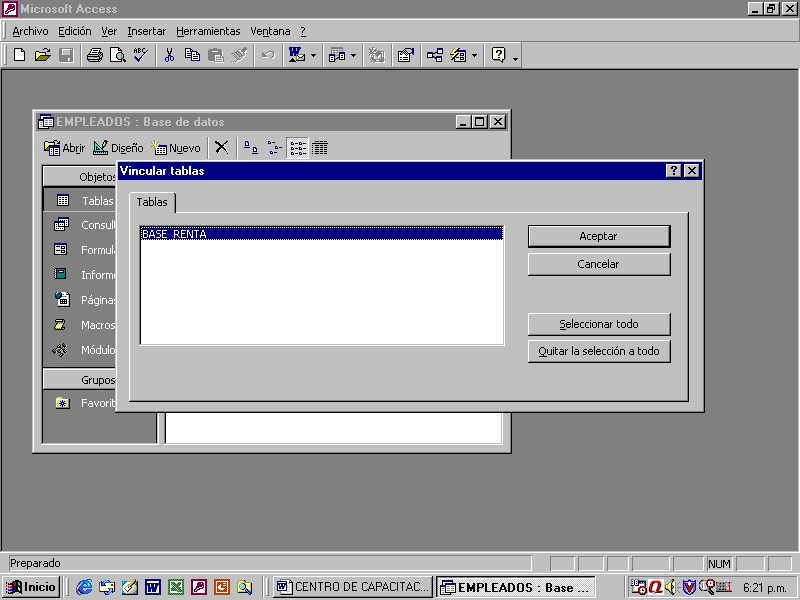 Microsoft Access
Archivo Edición Ver Insertar Herramientas Ventana ?
EMPLEADOS : Base de datos
Abrir Diseño Nuevo
Vincular tablas
Objetos
Tablas
Tablas
Consul
Formula
Inform
Páginas
Macros
Módulo
Grupos
Favorit
BASE_RENTA
Aceptar
Cancelar
Seleccionar todo
Quitar la selección a todo
Preparado
NUM
Inicio
CENTRO DE CAPACITAC...
EMPLEADOS : Base ...
6:21 p.m.